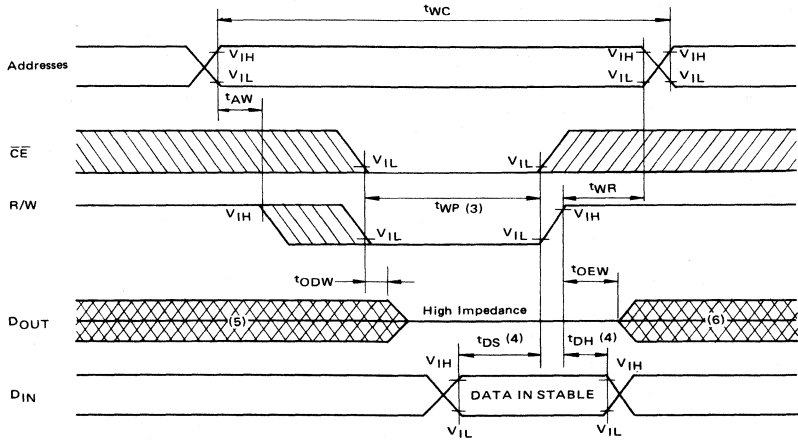 tWC
Addresses
VIH VIH VIH
VIL VIL VIL
tAW
CE
VIL VIL
tWR
R/W
VIH tWP (3) VIH
VIL VIL
tODW tOEW
DOUT (5) High Impedance (6)
tDS (4) tDH (4)
VIH VIH
DIN DATA IN STABLE
VIL VIL